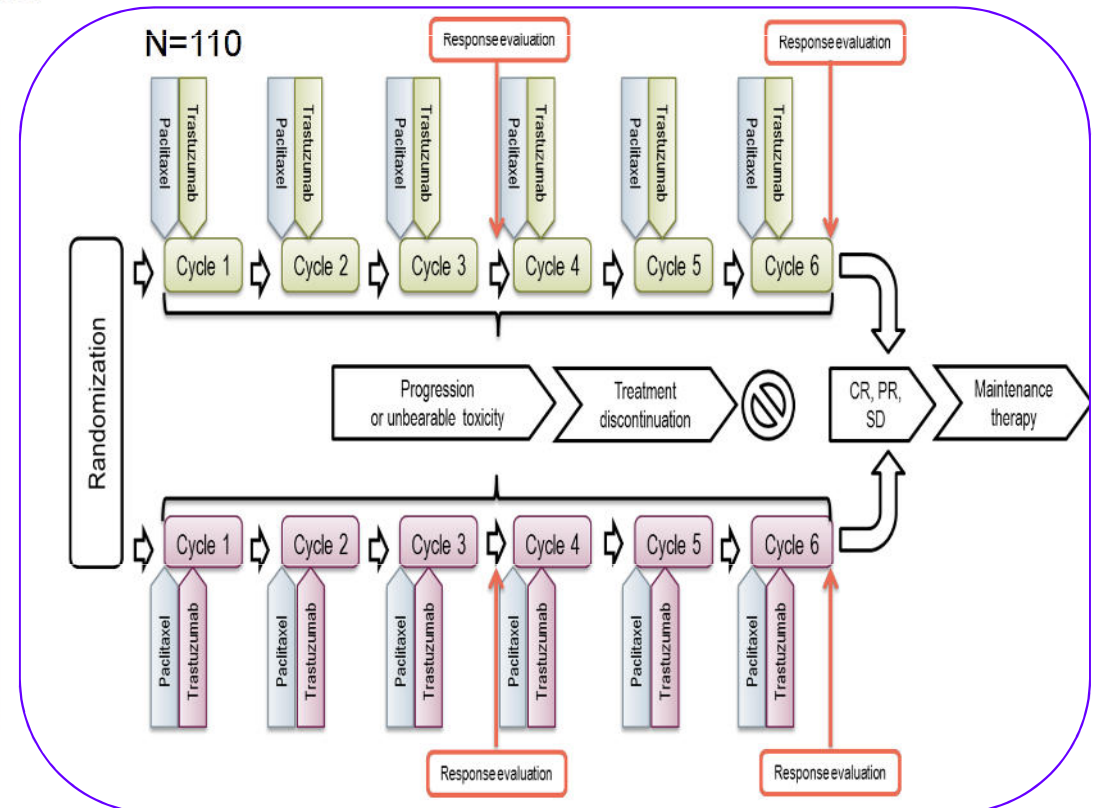 N=110
Response evaluation
Response evaluation
Paclitaxel
Trastuzumab
Paclitaxel
Trastuzumab
Paclitaxel
Trastuzumab
Paclitaxel
Trastuzumab
Paclitaxel
Trastuzumab
Paclitaxel
Trastuzumab
Randomization
Cycle 1
Cycle 2
Cycle 3
Cycle 4
Cycle 5
Cycle 6
Progression
or unbearable toxicity
Treatment
discontinuation
CR, PR,
SD
Maintenance
therapy
Cycle 1
Cycle 2
Cycle 3
Cycle 4
Cycle 5
Cycle 6
Paclitaxel
Trastuzumab
Paclitaxel
Trastuzumab
Paclitaxel
Trastuzumab
Paclitaxel
Trastuzumab
Paclitaxel
Trastuzumab
Paclitaxel
Trastuzumab
Response evaluation
Response evaluation